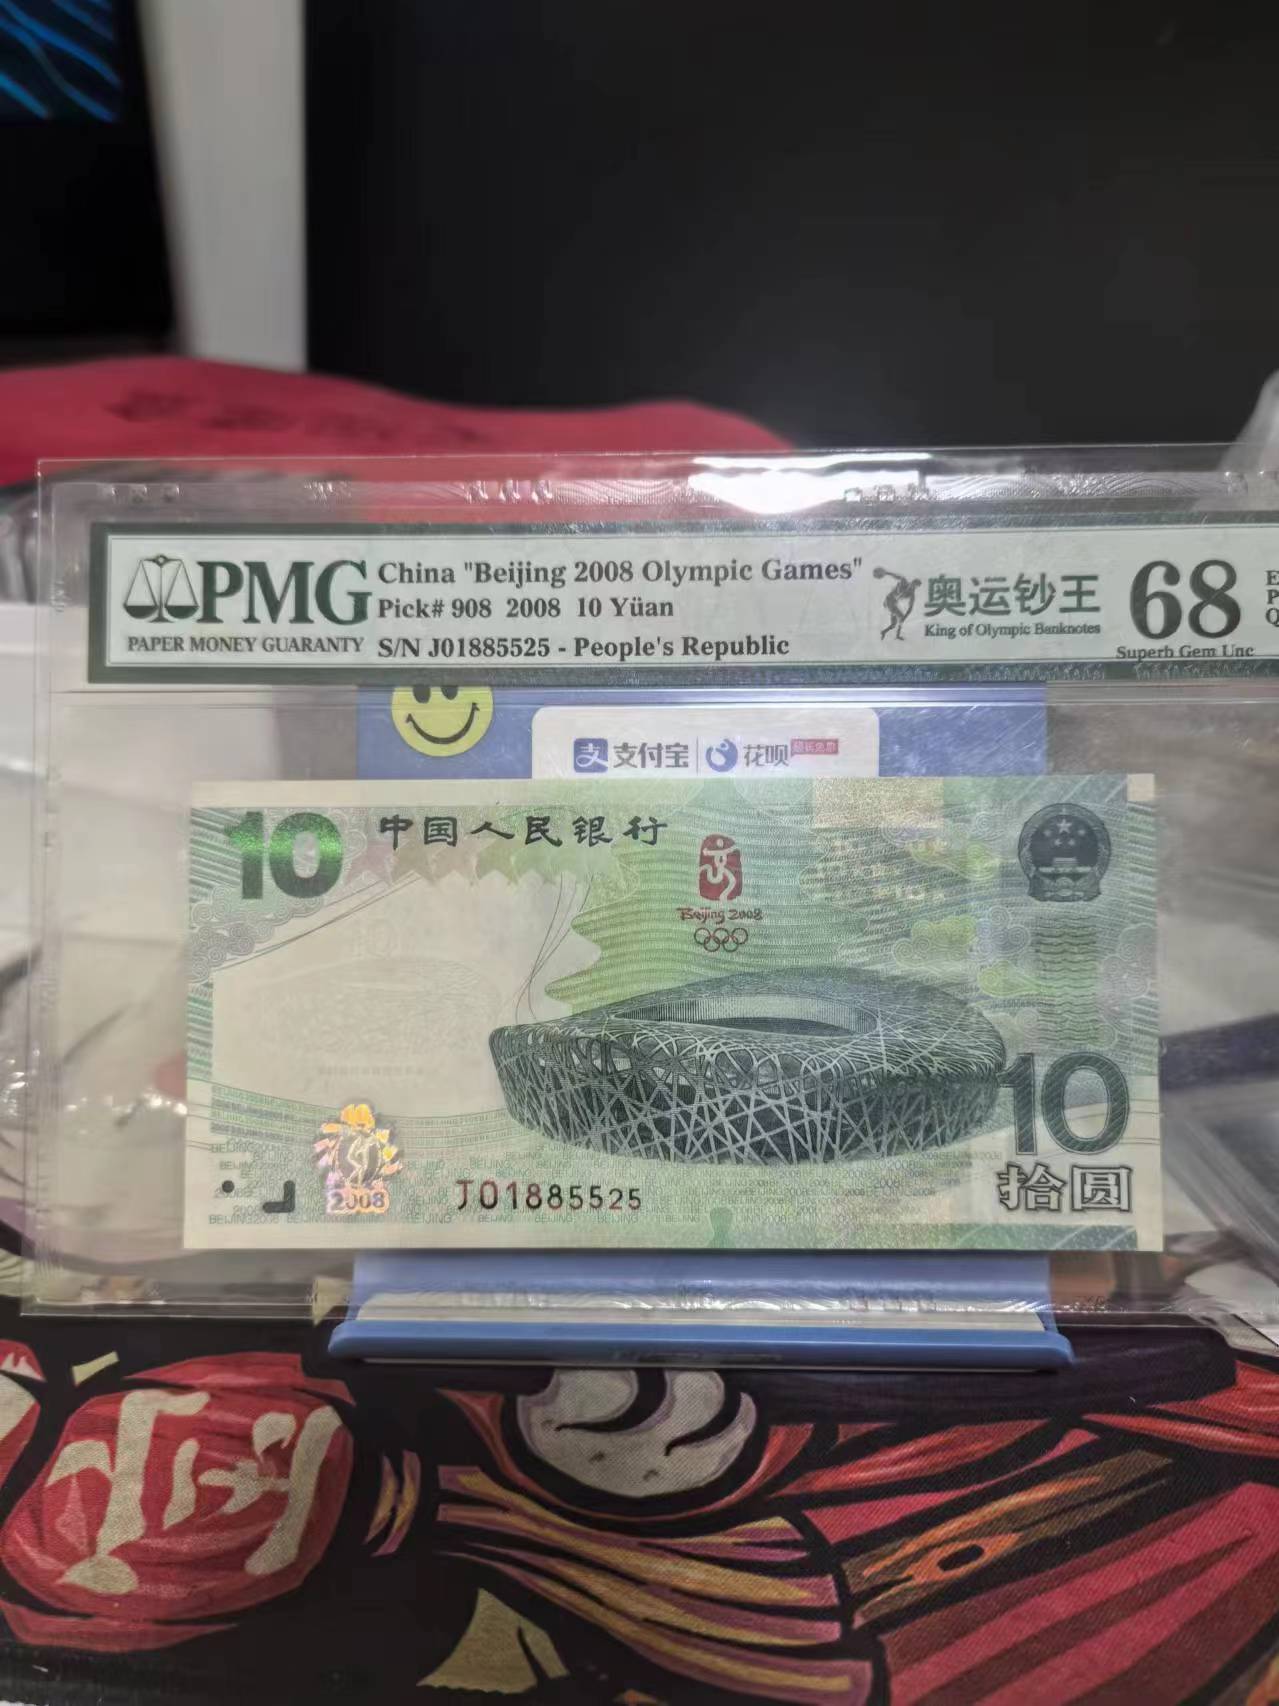 PMG
PAPER MONEY GUARANTY
China "Beijing 2008 Olympic Games"
Pick# 908 2008 10 Yüan
S/N J01885525 - People's Republic
奥运钞王
King of Olympic Banknotes
68
Superb Gem Unc
E
P
Q
支付宝
花呗
10
中国人民银行
Beijing 2008
2008
J01885525
10
拾圆